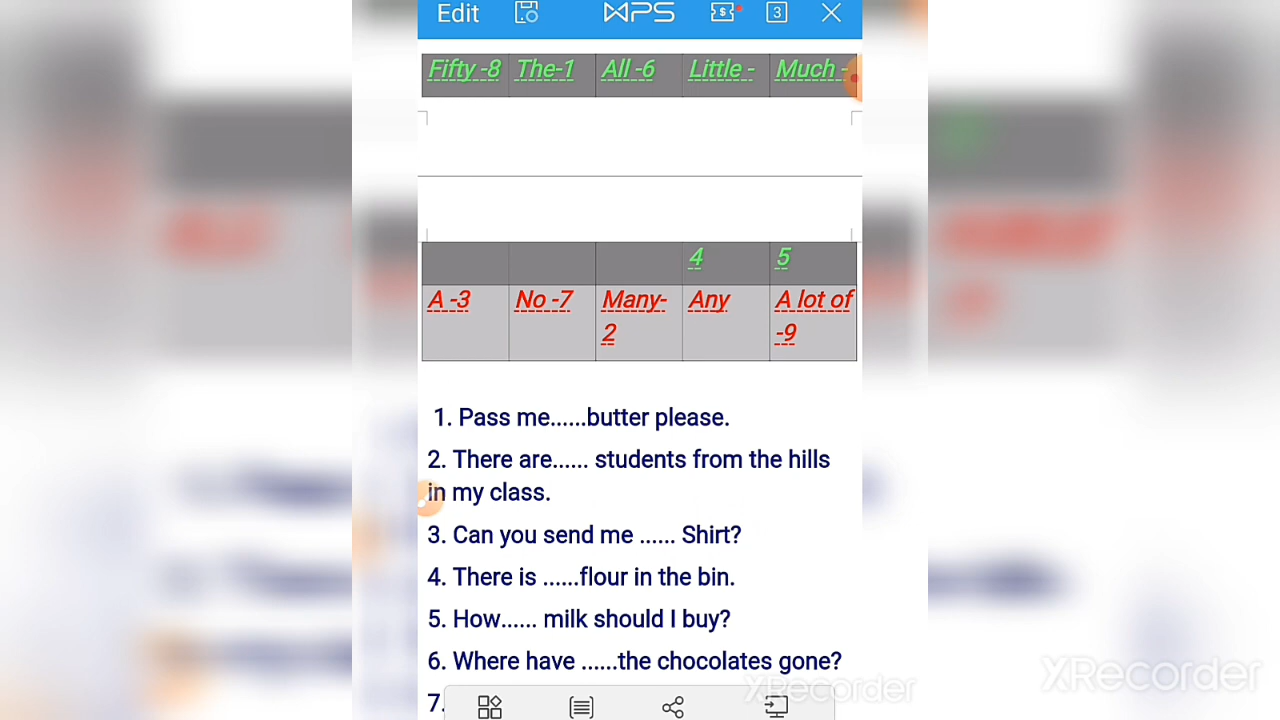 Edit WPS $ 3
Fifty -8 The-1 All -6 Little - Much -
4 5
A -3 No -7 Many- Any A lot of
2 -9
1. Pass me......butter please.
2. There are...... students from the hills
in my class.
3. Can you send me ...... Shirt?
4. There is ......flour in the bin.
5. How...... milk should I buy?
6. Where have ......the chocolates gone?
7.
XRecorder
XRecorder